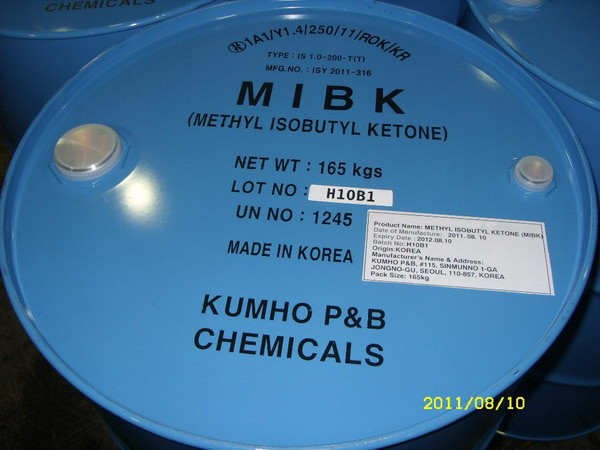 CHEMICALS
1A1/Y1.4/250/11/ROK/KR
TYPE : IS 1.0-200-T(T)
MFG.NO. : ISY 2011-316
MIBK
(METHYL ISOBUTYL KETONE)
NET WT : 165 kgs
LOT NO : H10B1
UN NO : 1245
MADE IN KOREA
Product Name: METHYL ISOBUTYL KETONE (MIBK)
Date of Manufacture: 2011. 08. 10
Expiry Date : 2012.08.10
Batch No: H10B1
Origin:KOREA
Manufacturer's Name & Address:
KUMHO P&B, #115, SINMUNNO 1-GA
JONGNO-GU, SEOUL, 110-857, KOREA
Pack Size: 165kg
KUMHO P&B
CHEMICALS
2011/08/10